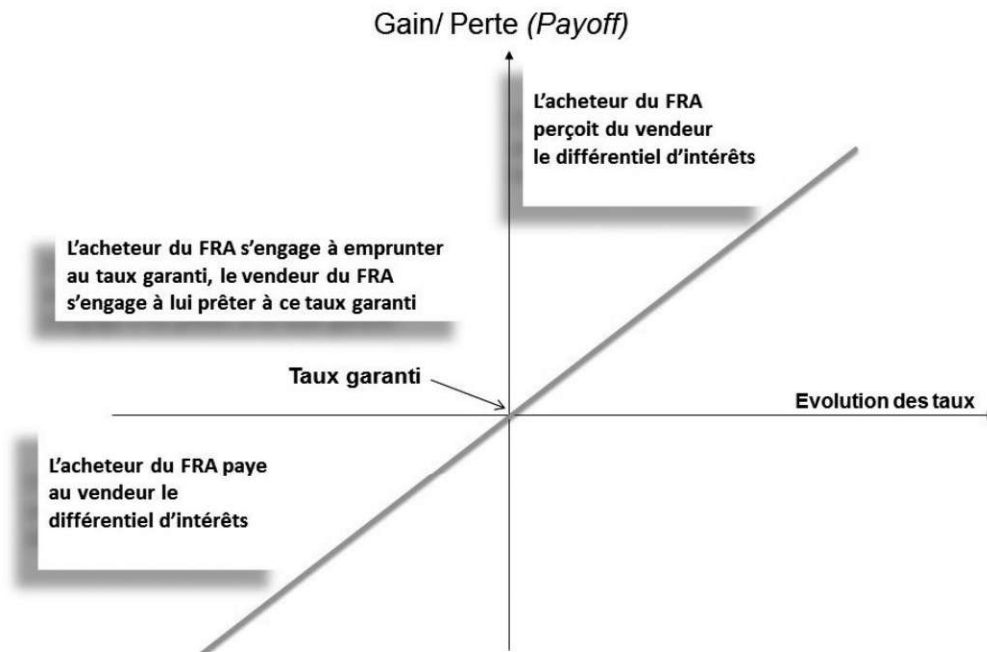 Gain/ Perte (Payoff)
L'acheteur du FRA
perçoit du vendeur
le différentiel d'intérêts
L'acheteur du FRA s'engage à emprunter
au taux garanti, le vendeur du FRA
s'engage à lui prêter à ce taux garanti
Taux garanti
Evolution des taux
L'acheteur du FRA paye
au vendeur le
différentiel d'intérêts